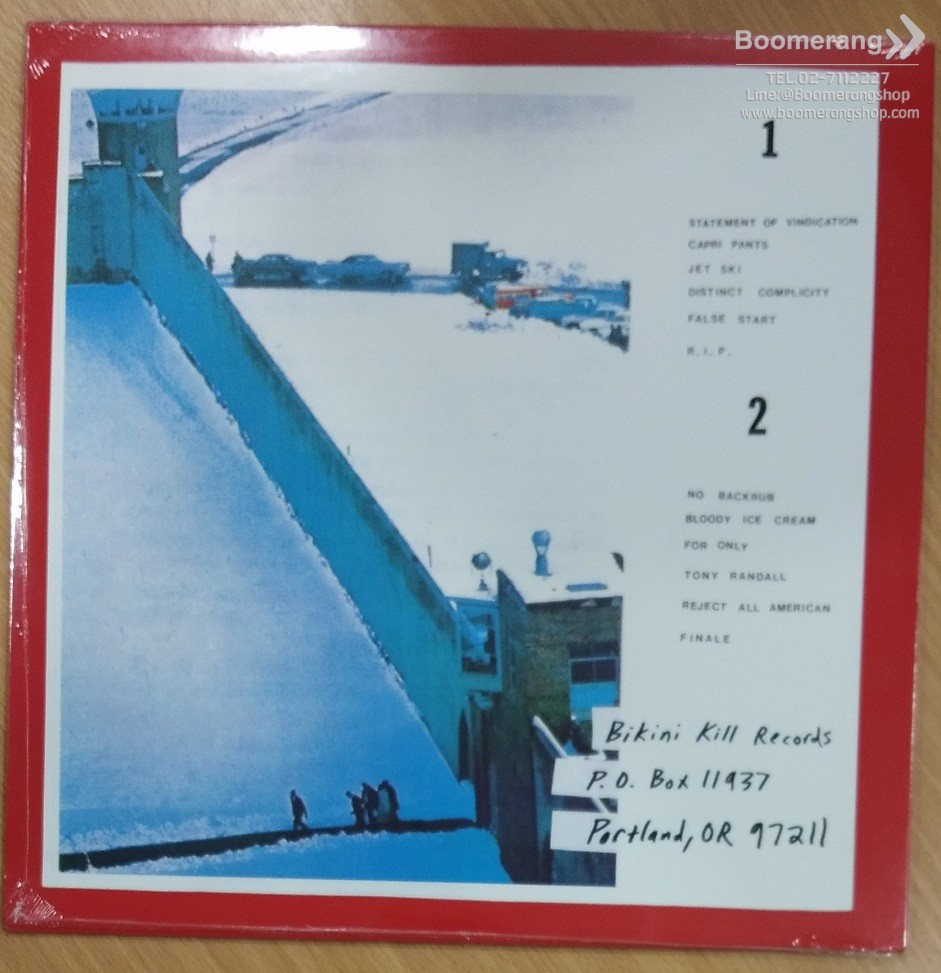 Boomerang
TEL.02-7112227
Line:@Boomerangshop
www.boomerangshop.com
1
STATEMENT OF VINDICATION
CAPRI PANTS
JET SKI
DISTINCT COMPLICITY
FALSE START
R.I.P.
2
NO BACKRUB
BLOODY ICE CREAM
FOR ONLY
TONY RANDALL
REJECT ALL AMERICAN
FINALE
Bikini Kill Records
P.O. Box 11937
Portland, OR 97211